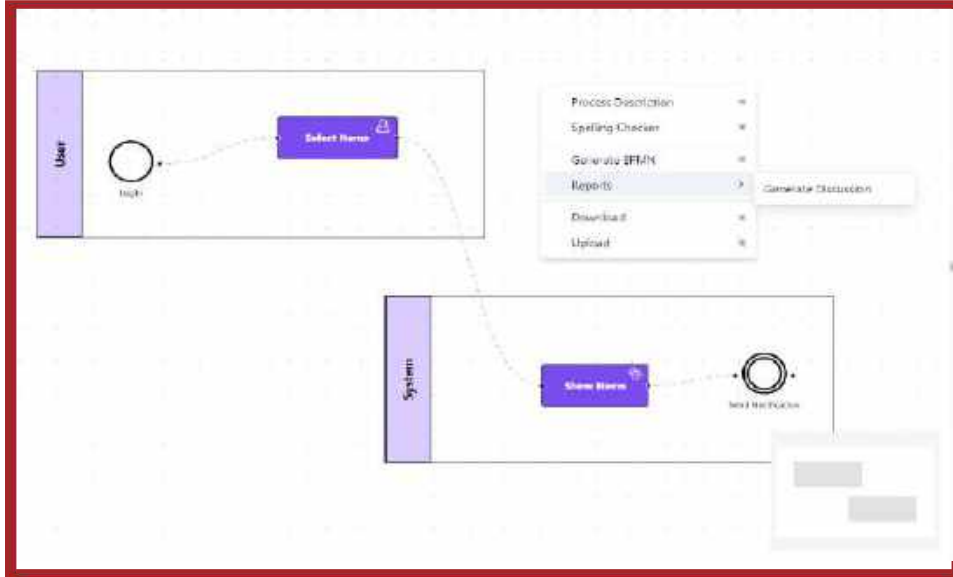 User
Login
Select Items
Process Description
Spelling Checker
Generate BPMN
Reports
Generate Discussion
Download
Upload
System
Show Items
Send Notification